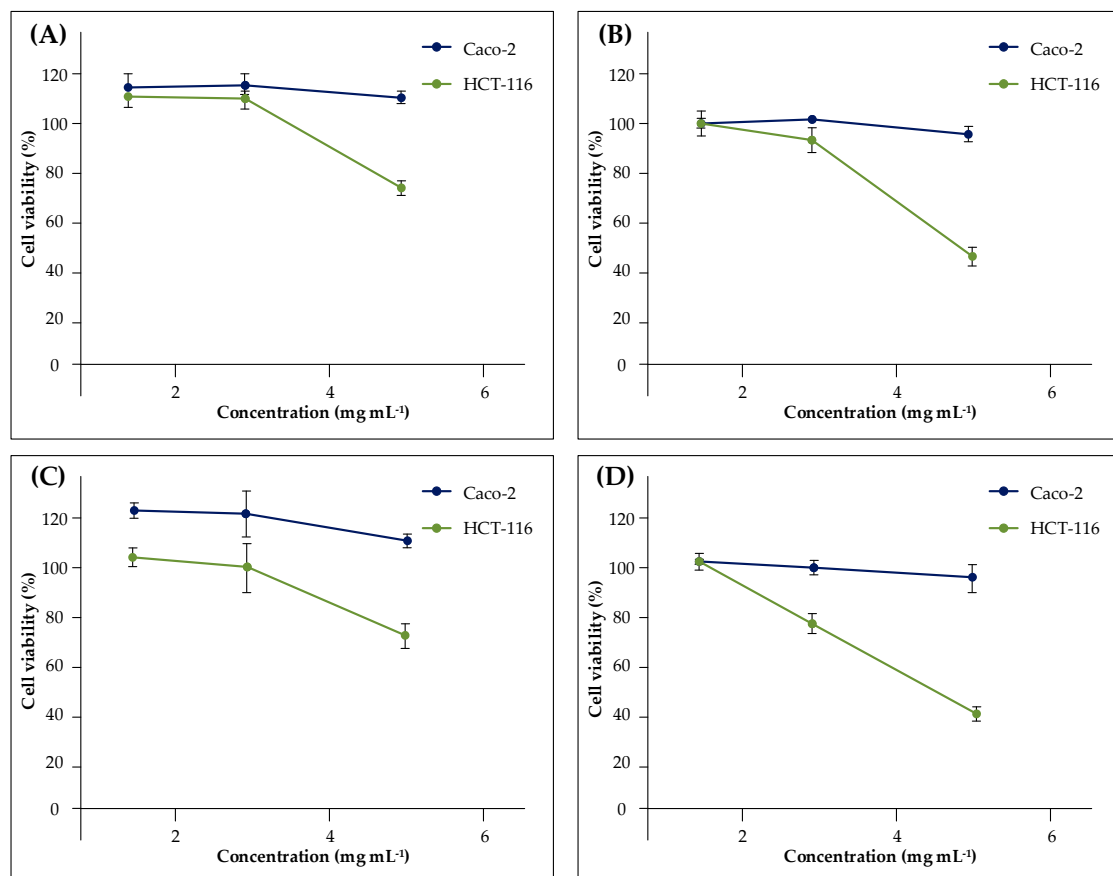 (A)
Caco-2
HCT-116
120
100
80
60
40
20
0
Cell viability (%)
2 4 6
Concentration (mg mL⁻¹)
(B)
Caco-2
HCT-116
120
100
80
60
40
20
0
Cell viability (%)
2 4 6
Concentration (mg mL⁻¹)
(C)
Caco-2
HCT-116
120
100
80
60
40
20
0
Cell viability (%)
2 4 6
Concentration (mg mL⁻¹)
(D)
Caco-2
HCT-116
120
100
80
60
40
20
0
Cell viability (%)
2 4 6
Concentration (mg mL⁻¹)